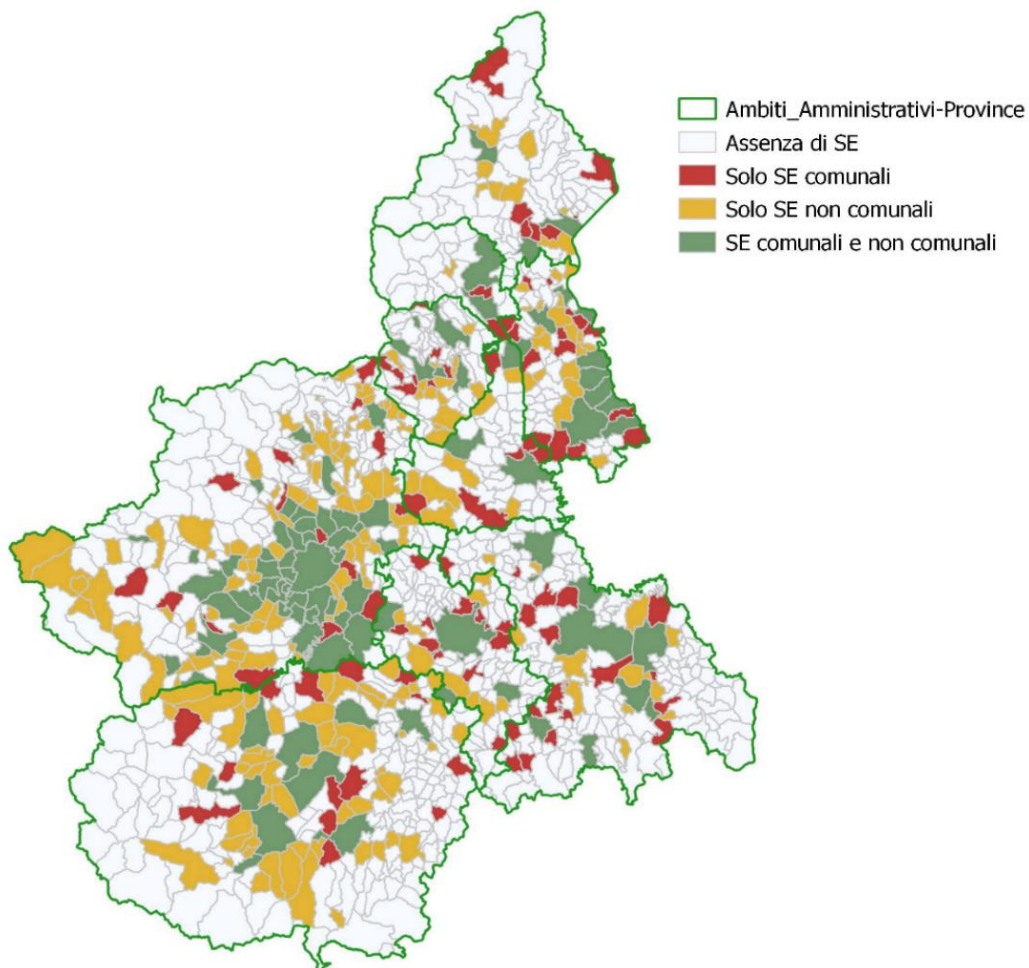 Ambiti_Amministrativi-Province
Assenza di SE
Solo SE comunali
Solo SE non comunali
SE comunali e non comunali